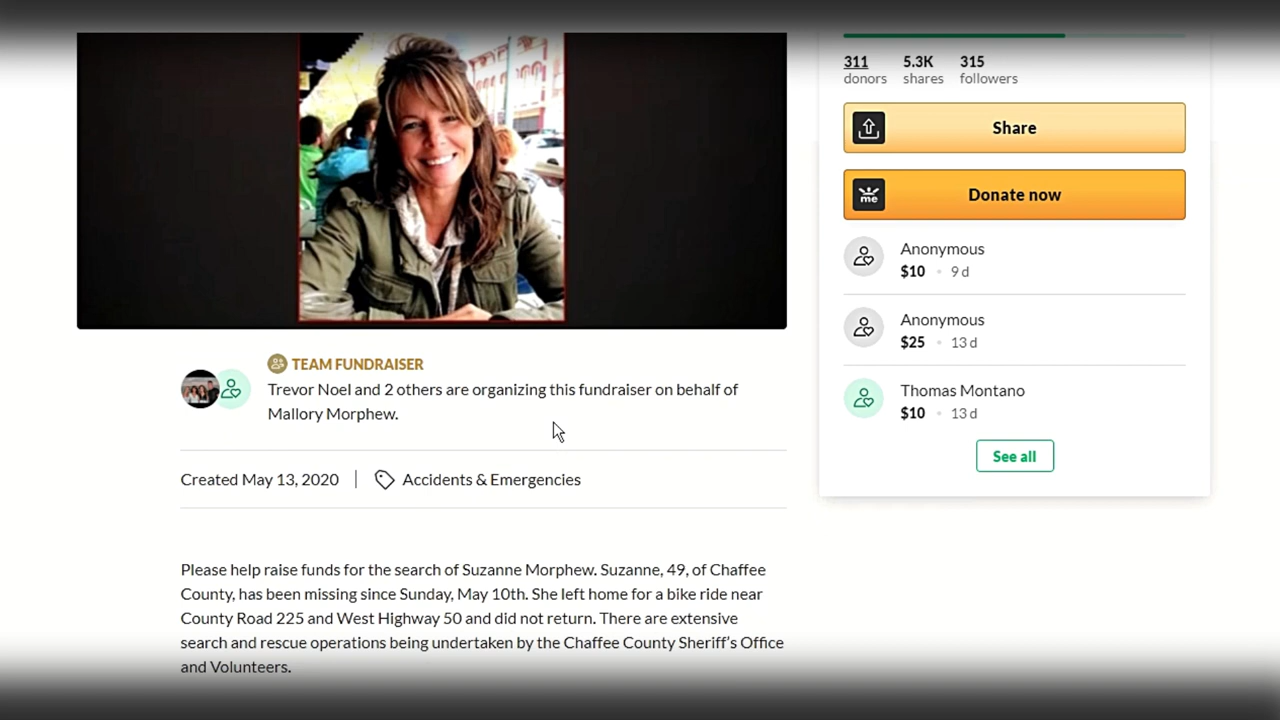 311 5.3K 315
donors shares followers
Share
me Donate now
Anonymous
$10 • 9 d
Anonymous
$25 • 13 d
Thomas Montano
$10 • 13 d
See all
TEAM FUNDRAISER
Trevor Noel and 2 others are organizing this fundraiser on behalf of
Mallory Morphew.
Created May 13, 2020 | Accidents & Emergencies
Please help raise funds for the search of Suzanne Morphew. Suzanne, 49, of Chaffee
County, has been missing since Sunday, May 10th. She left home for a bike ride near
County Road 225 and West Highway 50 and did not return. There are extensive
search and rescue operations being undertaken by the Chaffee County Sheriff's Office
and Volunteers.